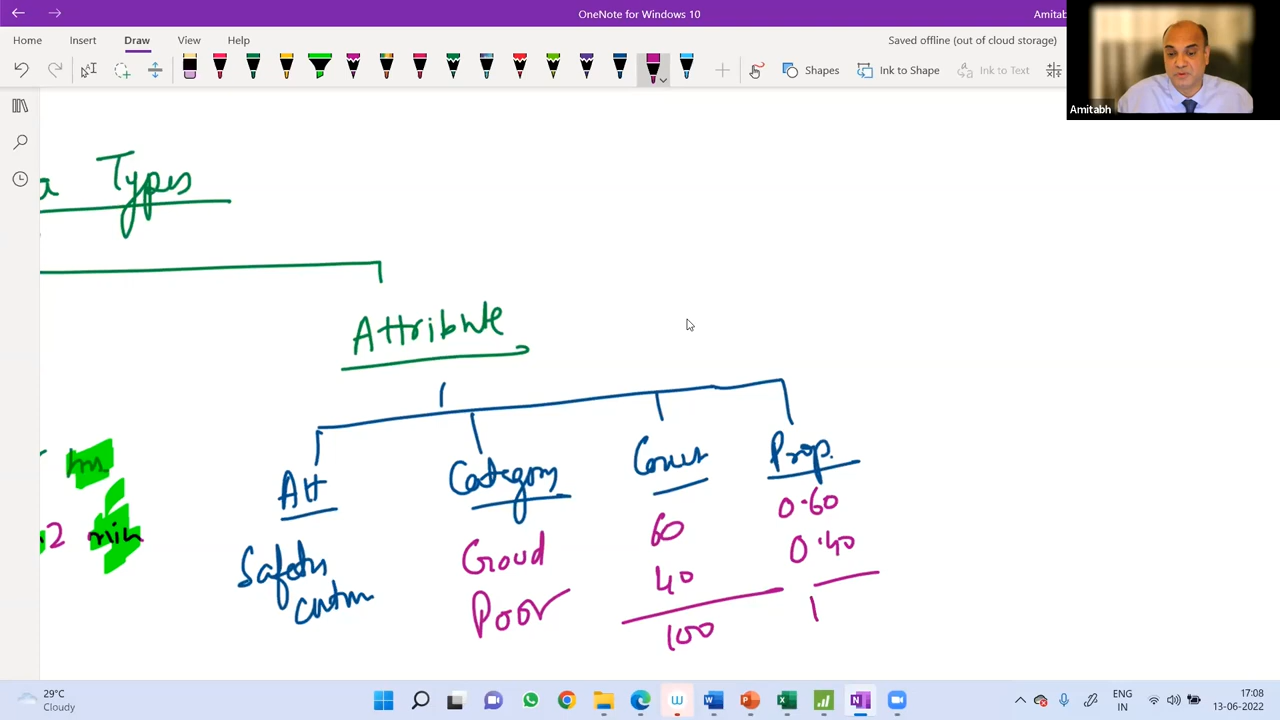 OneNote for Windows 10
Amitab
Home
Insert
Draw
View
Help
Saved offline (out of cloud storage)
Shapes
Ink to Shape
Ink to Text
Amitabh
a Types
Attribute
Att
Category
Count
Prop.
Safety
Good
60
0.60
Poor
40
0.40
100
1
2 min
29°C
Cloudy
ENG
IN
17:08
13-06-2022